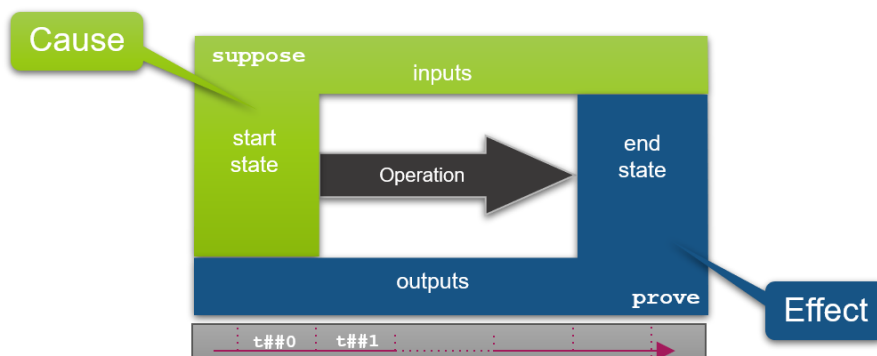 Cause
suppose
inputs
start
state
Operation
end
state
outputs
prove
Effect
t##0
t##1